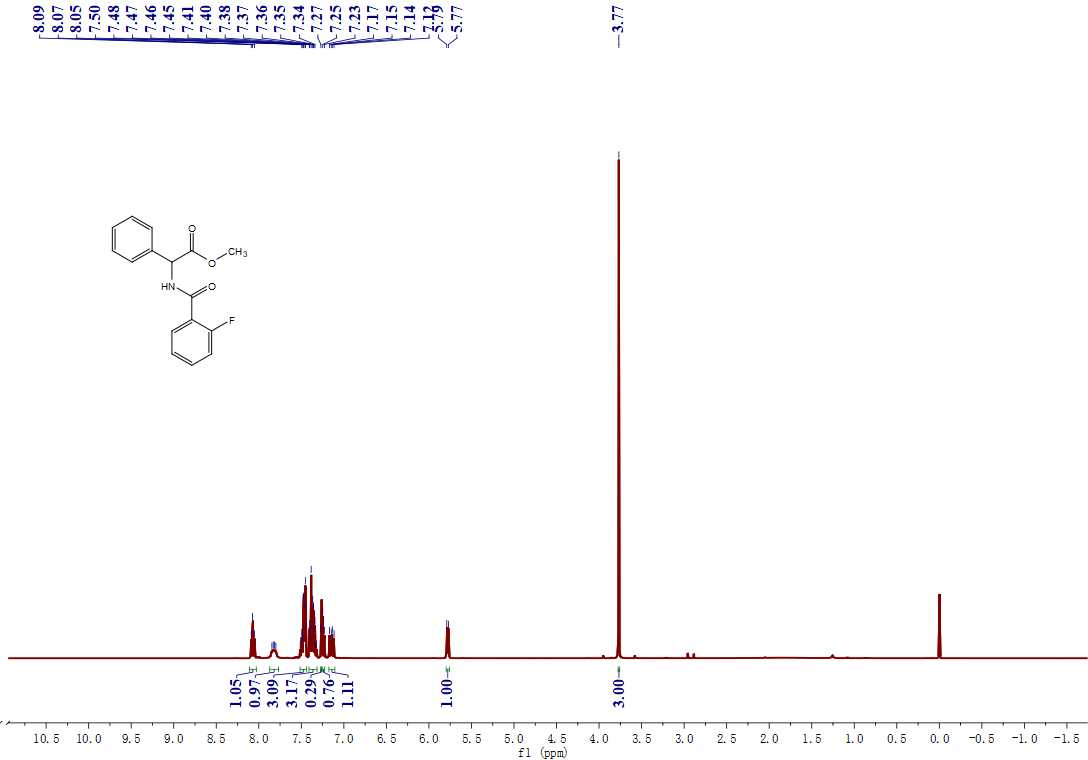 8.09 8.07 8.05 7.50 7.48 7.47 7.46 7.45 7.41 7.40 7.38 7.37 7.36 7.35 7.34 7.27 7.25 7.23 7.17 7.15 7.14 7.12 5.79 5.77 3.77
O
CH3
O
HN
O
F
1.05 0.97 3.09 3.17 0.29 0.76 1.11 1.00 3.00
10.5 10.0 9.5 9.0 8.5 8.0 7.5 7.0 6.5 6.0 5.5 5.0 4.5 4.0 3.5 3.0 2.5 2.0 1.5 1.0 0.5 0.0 -0.5 -1.0 -1.5
f1 (ppm)